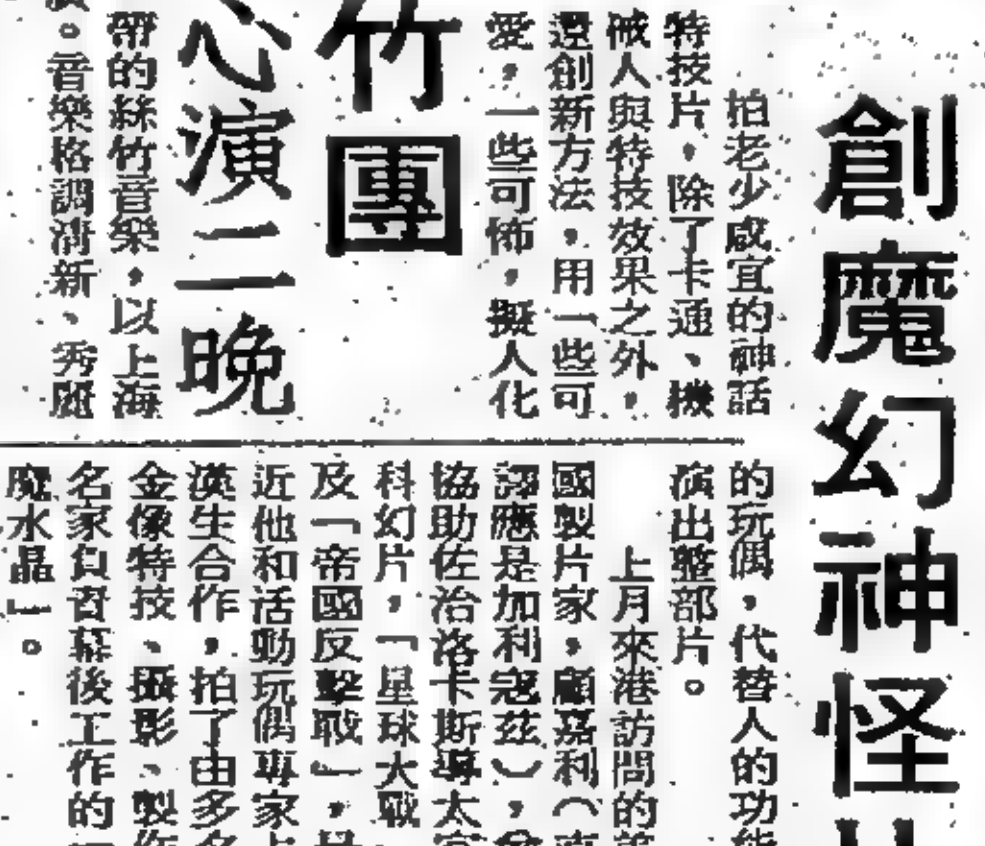 創魔幻神怪
拍老少咸宜的神話
特技片，除了卡通、機
械人與特技效果之外，
還創新方法，用一些可
愛，一些可怖，擬人化
的玩偶，代替人的功能
演出整部片。
上月來港訪問的
國製片家，顧嘉利（
譯應是加利寇茲），
協助佐治洛卡斯導太
科幻片，「星球大戰
及「帝國反擊戰」，
近他和活動玩偶專家
漢生合作，拍了由多
金像特技、攝影、製作
名家負責幕後工作的
魔水晶」。
竹團
心演二晚
帶的絲竹音樂，以上海
。音樂格調清新、秀麗